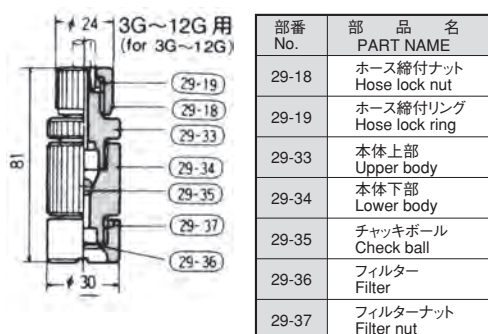 φ 24
3G～12G 用
(for 3G～12G)
29-19
29-18
29-33
29-34
29-35
29-37
29-36
81
φ 30
部番 部 品 名
No. PART NAME
29-18 ホース締付ナット
Hose lock nut
29-19 ホース締付リング
Hose lock ring
29-33 本体上部
Upper body
29-34 本体下部
Lower body
29-35 チャッキボール
Check ball
29-36 フィルター
Filter
29-37 フィルターナット
Filter nut